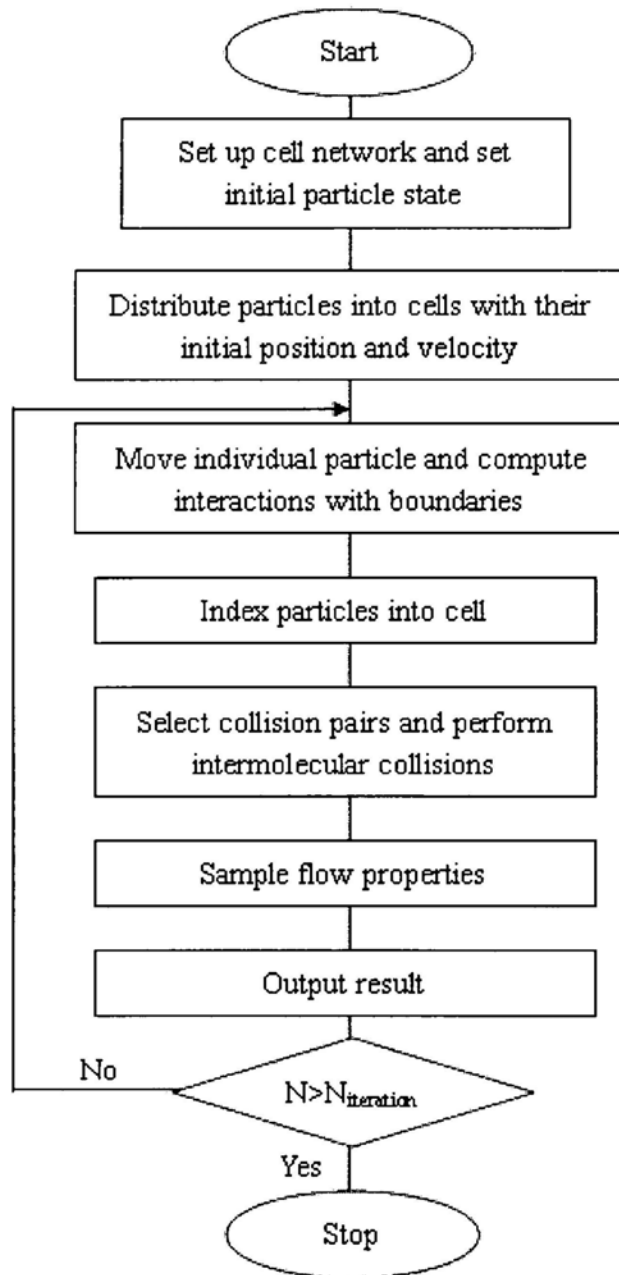 Start
Set up cell network and set
initial particle state
Distribute particles into cells with their
initial position and velocity
Move individual particle and compute
interactions with boundaries
Index particles into cell
Select collision pairs and perform
intermolecular collisions
Sample flow properties
Output result
No
N>Niteration
Yes
Stop